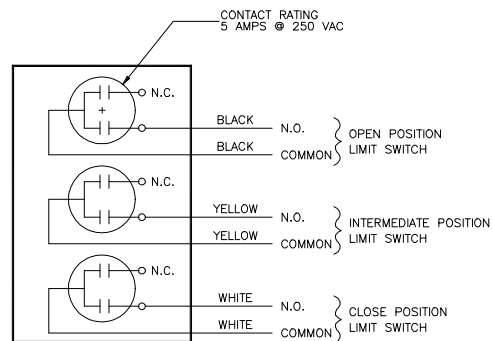 CONTACT RATING
5 AMPS @ 250 VAC
N.C.
BLACK
N.O.
OPEN POSITION
BLACK
COMMON
LIMIT SWITCH
N.C.
YELLOW
N.O.
INTERMEDIATE POSITION
YELLOW
COMMON
LIMIT SWITCH
N.C.
WHITE
N.O.
CLOSE POSITION
WHITE
COMMON
LIMIT SWITCH